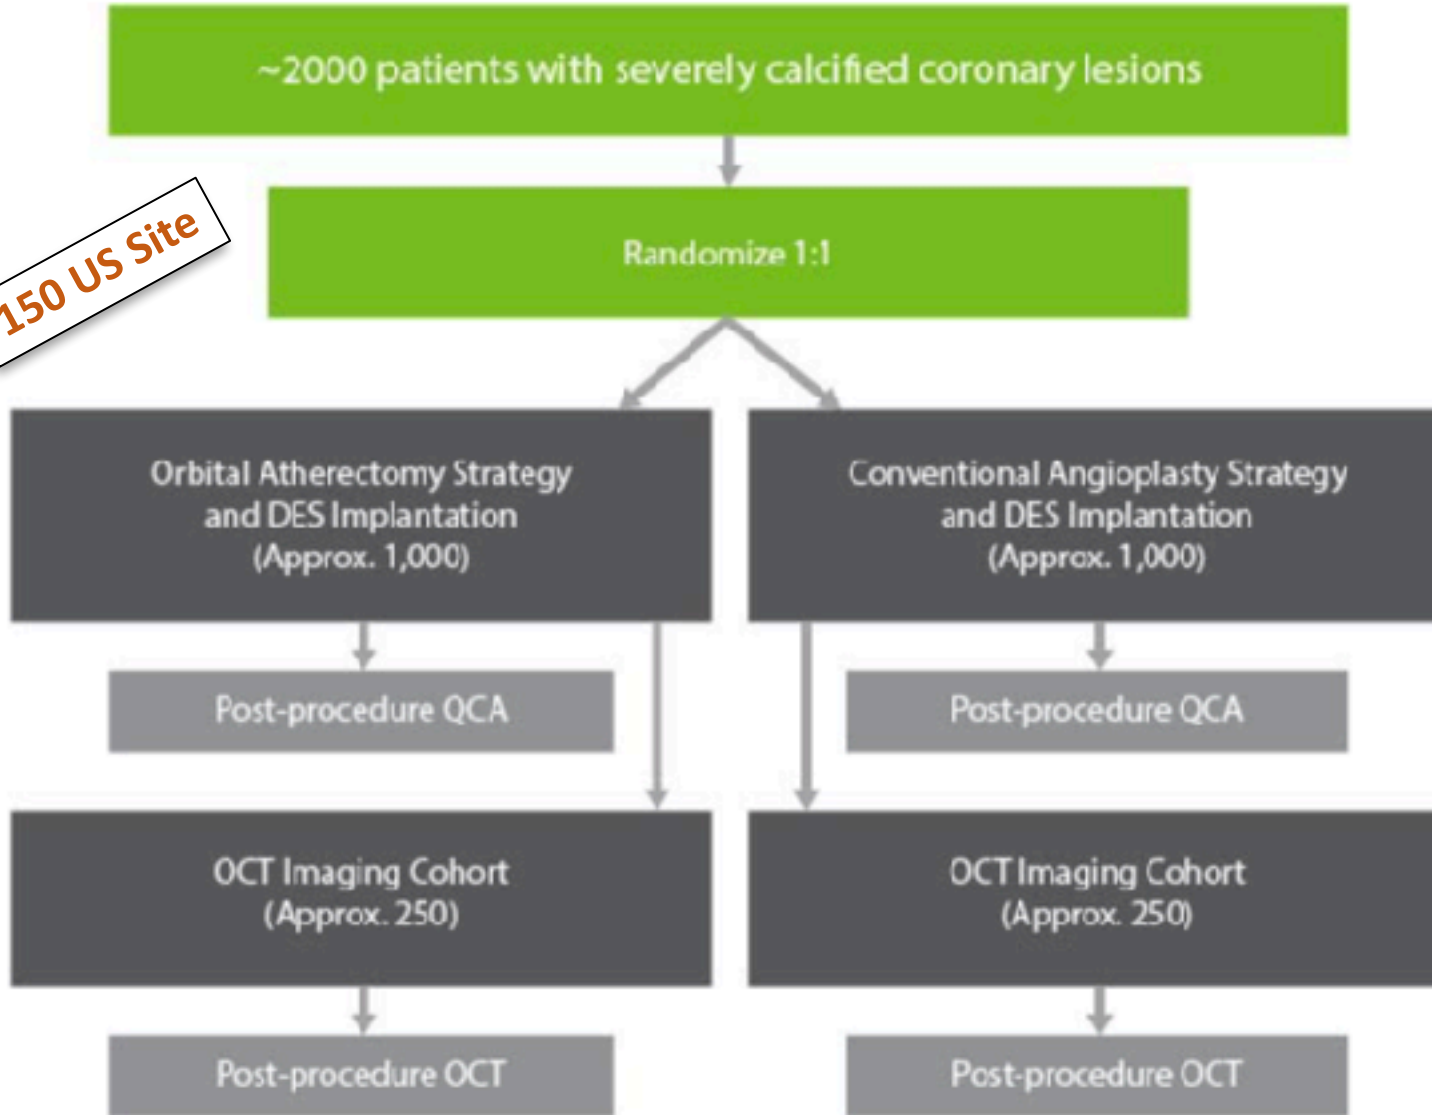 ~2000 patients with severely calcified coronary lesions
150 US Site
Randomize 1:1
Orbital Atherectomy Strategy
and DES Implantation
(Approx. 1,000)
Conventional Angioplasty Strategy
and DES Implantation
(Approx. 1,000)
Post-procedure QCA
Post-procedure QCA
OCT Imaging Cohort
(Approx. 250)
OCT Imaging Cohort
(Approx. 250)
Post-procedure OCT
Post-procedure OCT